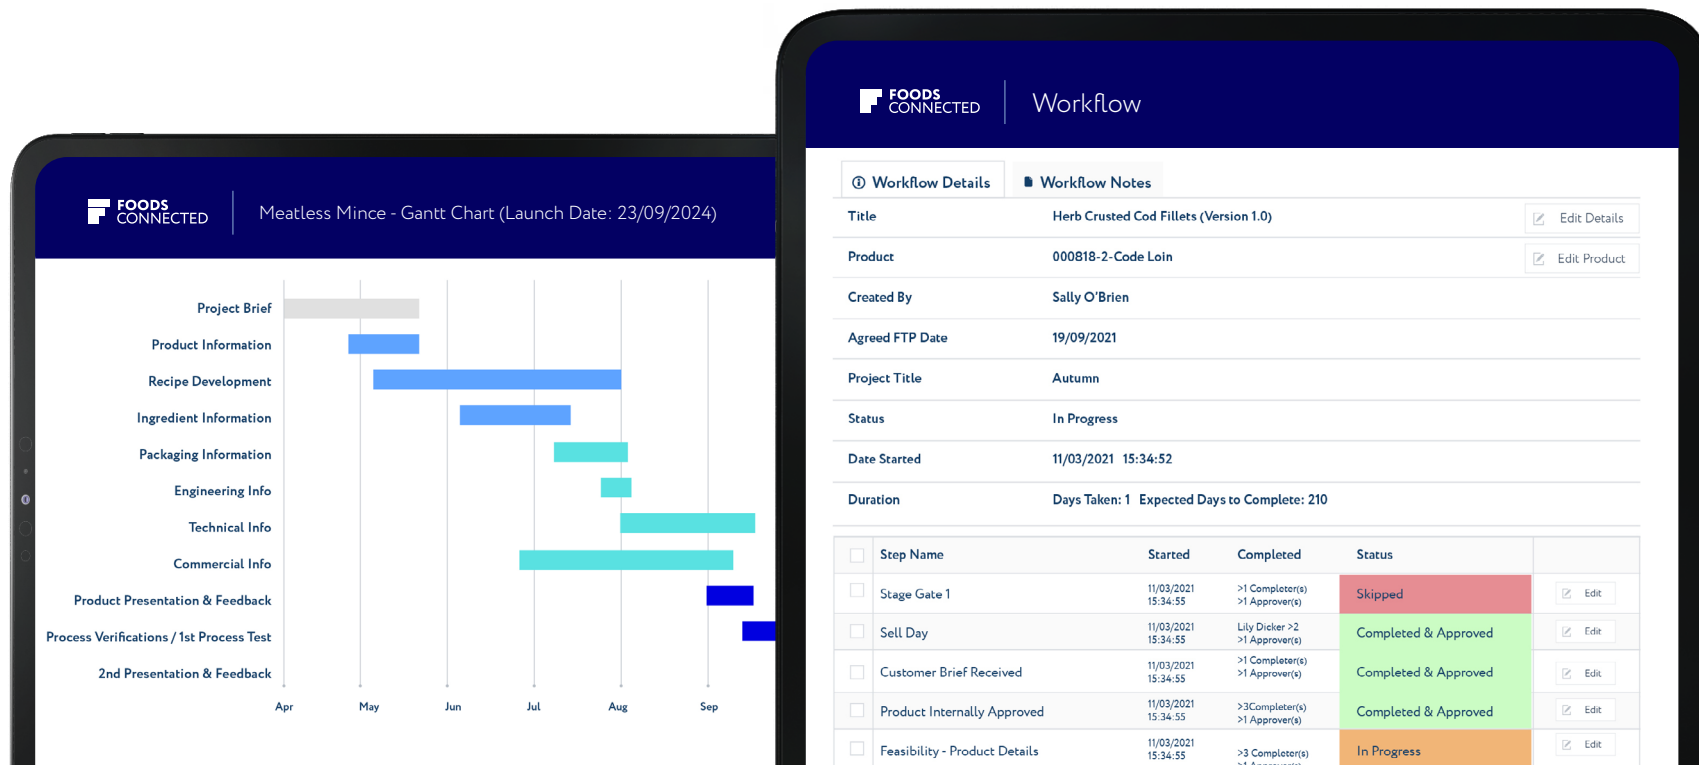 FOODS
CONNECTED
Meatless Mince - Gantt Chart (Launch Date: 23/09/2024)
Project Brief
Product Information
Recipe Development
Ingredient Information
Packaging Information
Engineering Info
Technical Info
Commercial Info
Product Presentation & Feedback
Process Verifications / 1st Process Test
2nd Presentation & Feedback
Apr May Jun Jul Aug Sep
FOODS
CONNECTED
Workflow
Workflow Details Workflow Notes
Title Herb Crusted Cod Fillets (Version 1.0) Edit Details
Product 000818-2-Code Loin Edit Product
Created By Sally O'Brien
Agreed FTP Date 19/09/2021
Project Title Autumn
Status In Progress
Date Started 11/03/2021 15:34:52
Duration Days Taken: 1 Expected Days to Complete: 210
Step Name Started Completed Status
Stage Gate 1 11/03/2021 15:34:55 >1 Completer(s) >1 Approver(s) Skipped Edit
Sell Day 11/03/2021 15:34:55 Lily Dicker >2 >1 Approver(s) Completed & Approved Edit
Customer Brief Received 11/03/2021 15:34:55 >1 Completer(s) >1 Approver(s) Completed & Approved Edit
Product Internally Approved 11/03/2021 15:34:55 >3Completer(s) >1 Approver(s) Completed & Approved Edit
Feasibility - Product Details 11/03/2021 15:34:55 >3 Completer(s) >1 Approver(s) In Progress Edit